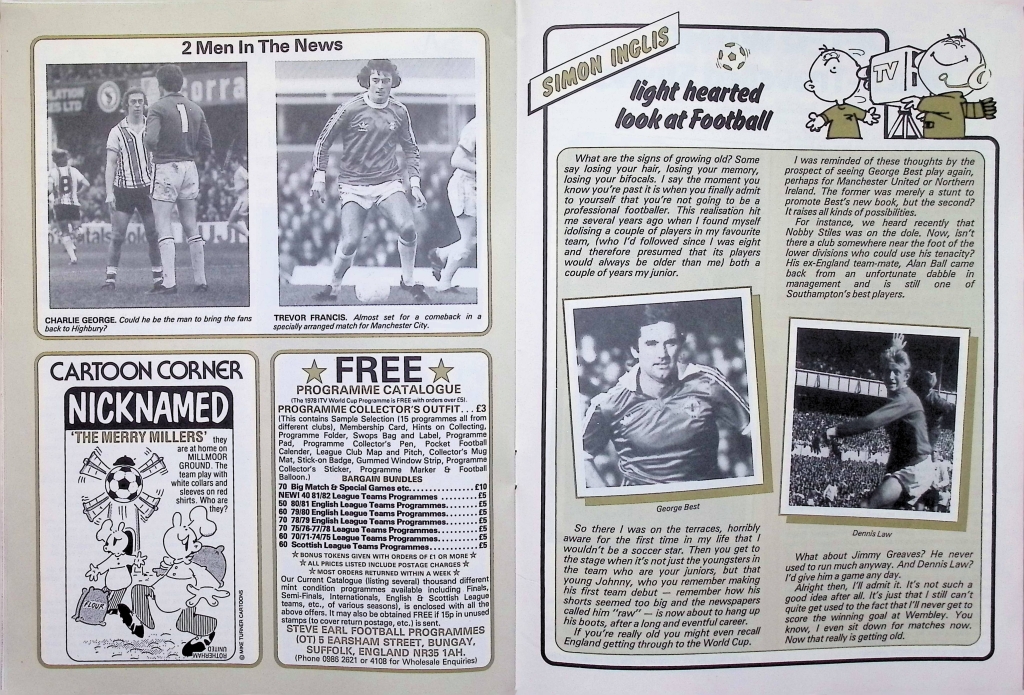 2 Men In The News
CHARLIE GEORGE. Could he be the man to bring the fans
back to Highbury?
TREVOR FRANCIS. Almost set for a comeback in a
specially arranged match for Manchester City.
CARTOON CORNER
NICKNAMED
'THE MERRY MILLERS' they
are at home on
MILLMOOR
GROUND. The
team play with
white collars and
sleeves on red
shirts. Who are
they?
FLOUR
ROTHERHAM
UNITED
© MIKE TURNER CARTOONS
FREE
PROGRAMME CATALOGUE
(The 1978 ITV World Cup Programme is FREE with orders over £5).
PROGRAMME COLLECTOR'S OUTFIT. . . £3
(This contains Sample Selection (15 programmes all from
different clubs), Membership Card, Hints on Collecting,
Programme Folder, Swops Bag and Label, Programme
Pad, Programme Collector's Pen, Pocket Football
Calender, League Club Map and Pitch, Collector's Mug
Mat, Stick-on Badge, Gummed Window Strip, Programme
Collector's Sticker, Programme Marker & Football
Balloon.)
BARGAIN BUNDLES
70 Big Match & Special Games etc. . . . . . . . . . . . . . £10
NEW! 40 81/82 League Teams Programmes . . . . . . . £5
50 80/81 English League Teams Programmes. . . . . . £5
60 79/80 English League Teams Programmes. . . . . . £5
70 78/79 English League Teams Programmes. . . . . . £5
70 75/76-77/78 League Teams Programmes. . . . . . . £5
60 70/71-74/75 League Teams Programmes. . . . . . . £5
60 Scottish League Teams Programmes. . . . . . . . . . £5
☆ BONUS TOKENS GIVEN WITH ORDERS OF £1 OR MORE ☆
☆ ALL PRICES LISTED INCLUDE POSTAGE CHARGES ☆
☆ MOST ORDERS RETURNED WITHIN A WEEK ☆
Our Current Catalogue (listing several) thousand different
mint condition programmes available including Finals,
Semi-Finals, Internationals, English & Scottish League
teams, etc., of various seasons), is enclosed with all the
above offers. It may also be obtained FREE if 15p in unused
stamps (to cover return postage, etc.) is sent.
STEVE EARL FOOTBALL PROGRAMMES
(OT) 5 EARSHAM STREET, BUNGAY,
SUFFOLK, ENGLAND NR35 1AH.
(Phone 0986 2621 or 4108 for Wholesale Enquiries)
SIMON INGLIS
light hearted
look at Football
TV
What are the signs of growing old? Some
say losing your hair, losing your memory,
losing your bifocals. I say the moment you
know you're past it is when you finally admit
to yourself that you're not going to be a
professional footballer. This realisation hit
me several years ago when I found myself
idolising a couple of players in my favourite
team, (who I'd followed since I was eight
and therefore presumed that its players
would always be older than me) both a
couple of years my junior.
George Best
So there I was on the terraces, horribly
aware for the first time in my life that I
wouldn't be a soccer star. Then you get to
the stage when it's not just the youngsters in
the team who are your juniors, but that
young Johnny, who you remember making
his first team debut — remember how his
shorts seemed too big and the newspapers
called him "raw" — is now about to hang up
his boots, after a long and eventful career.
If you're really old you might even recall
England getting through to the World Cup.
I was reminded of these thoughts by the
prospect of seeing George Best play again,
perhaps for Manchester United or Northern
Ireland. The former was merely a stunt to
promote Best's new book, but the second?
It raises all kinds of possibilities.
For instance, we heard recently that
Nobby Stiles was on the dole. Now, isn't
there a club somewhere near the foot of the
lower divisions who could use his tenacity?
His ex-England team-mate, Alan Ball came
back from an unfortunate dabble in
management and is still one of
Southampton's best players.
Dennis Law
What about Jimmy Greaves? He never
used to run much anyway. And Dennis Law?
I'd give him a game any day.
Alright then, I'll admit it. It's not such a
good idea after all. It's just that I still can't
quite get used to the fact that I'll never get to
score the winning goal at Wembley. You
know, I even sit down for matches now.
Now that really is getting old.